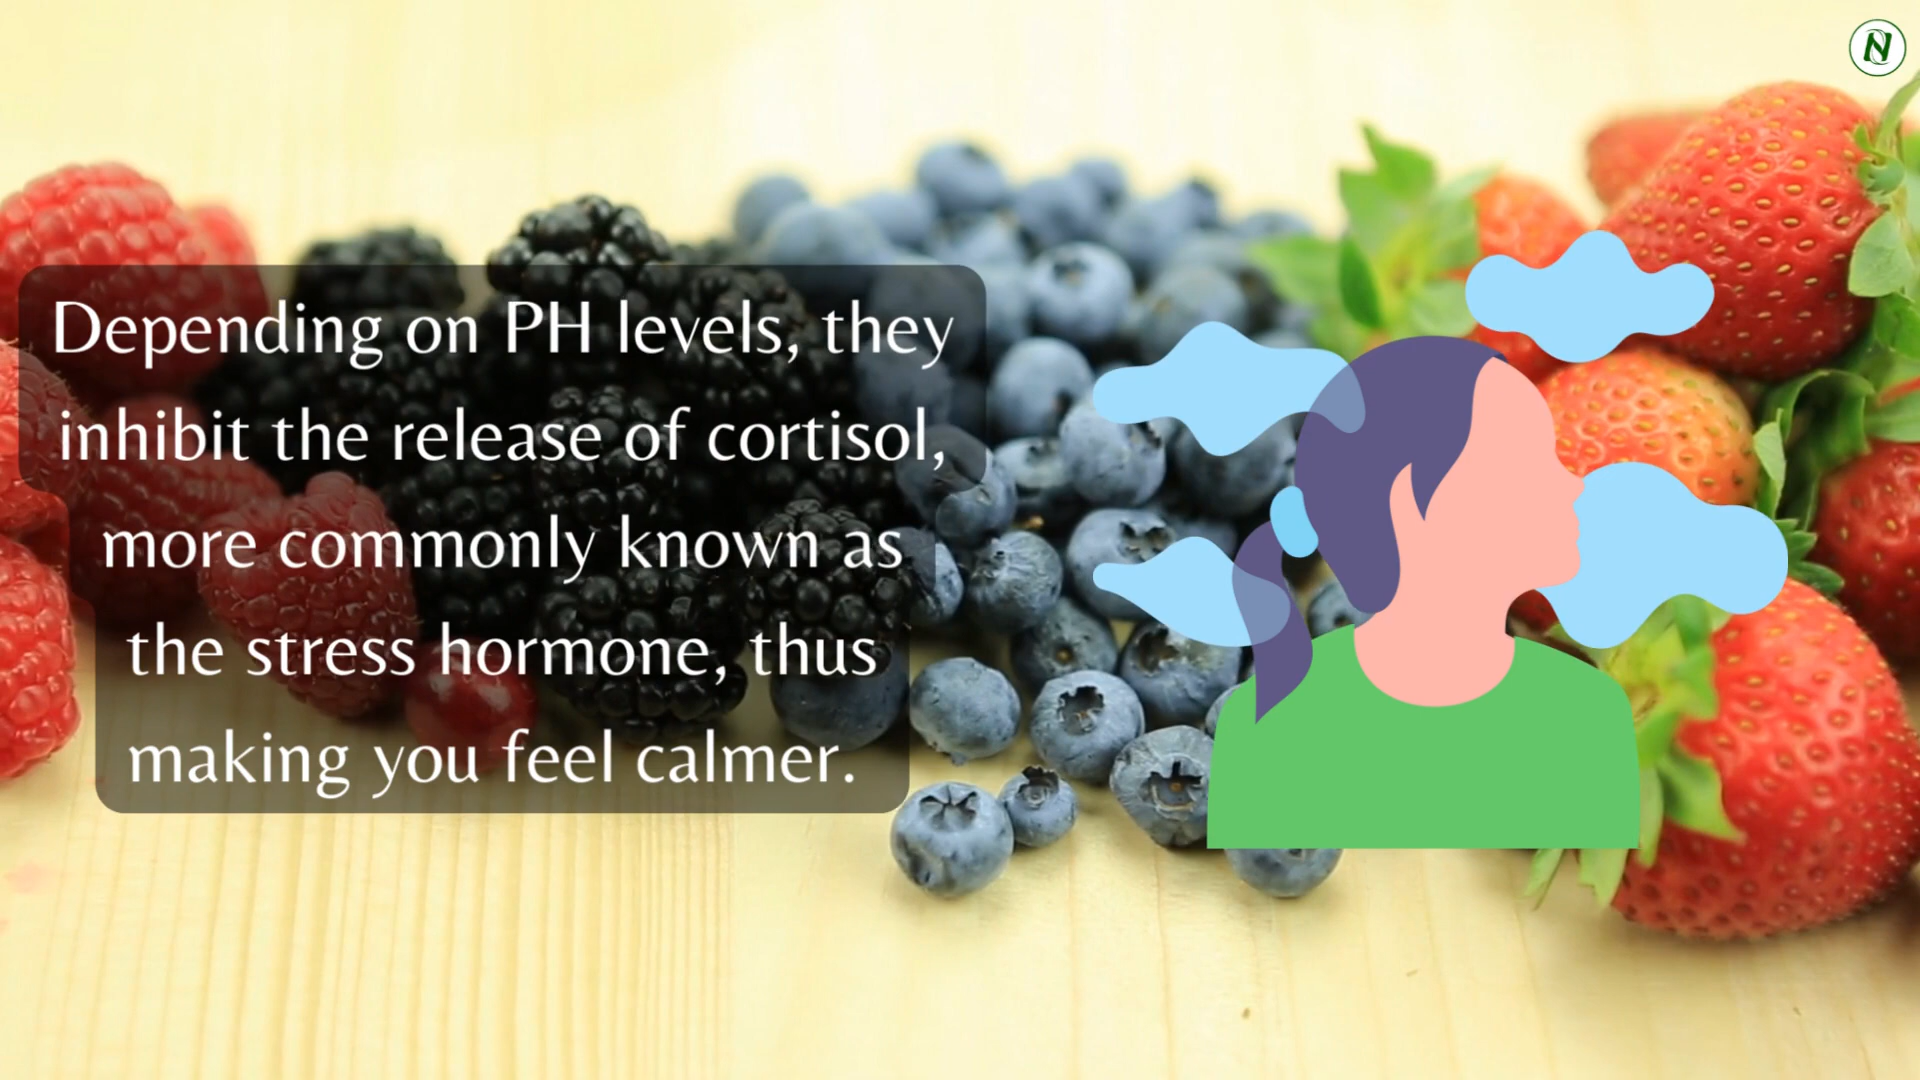 N
Depending on PH levels, they
inhibit the release of cortisol,
more commonly known as
the stress hormone, thus
making you feel calmer.